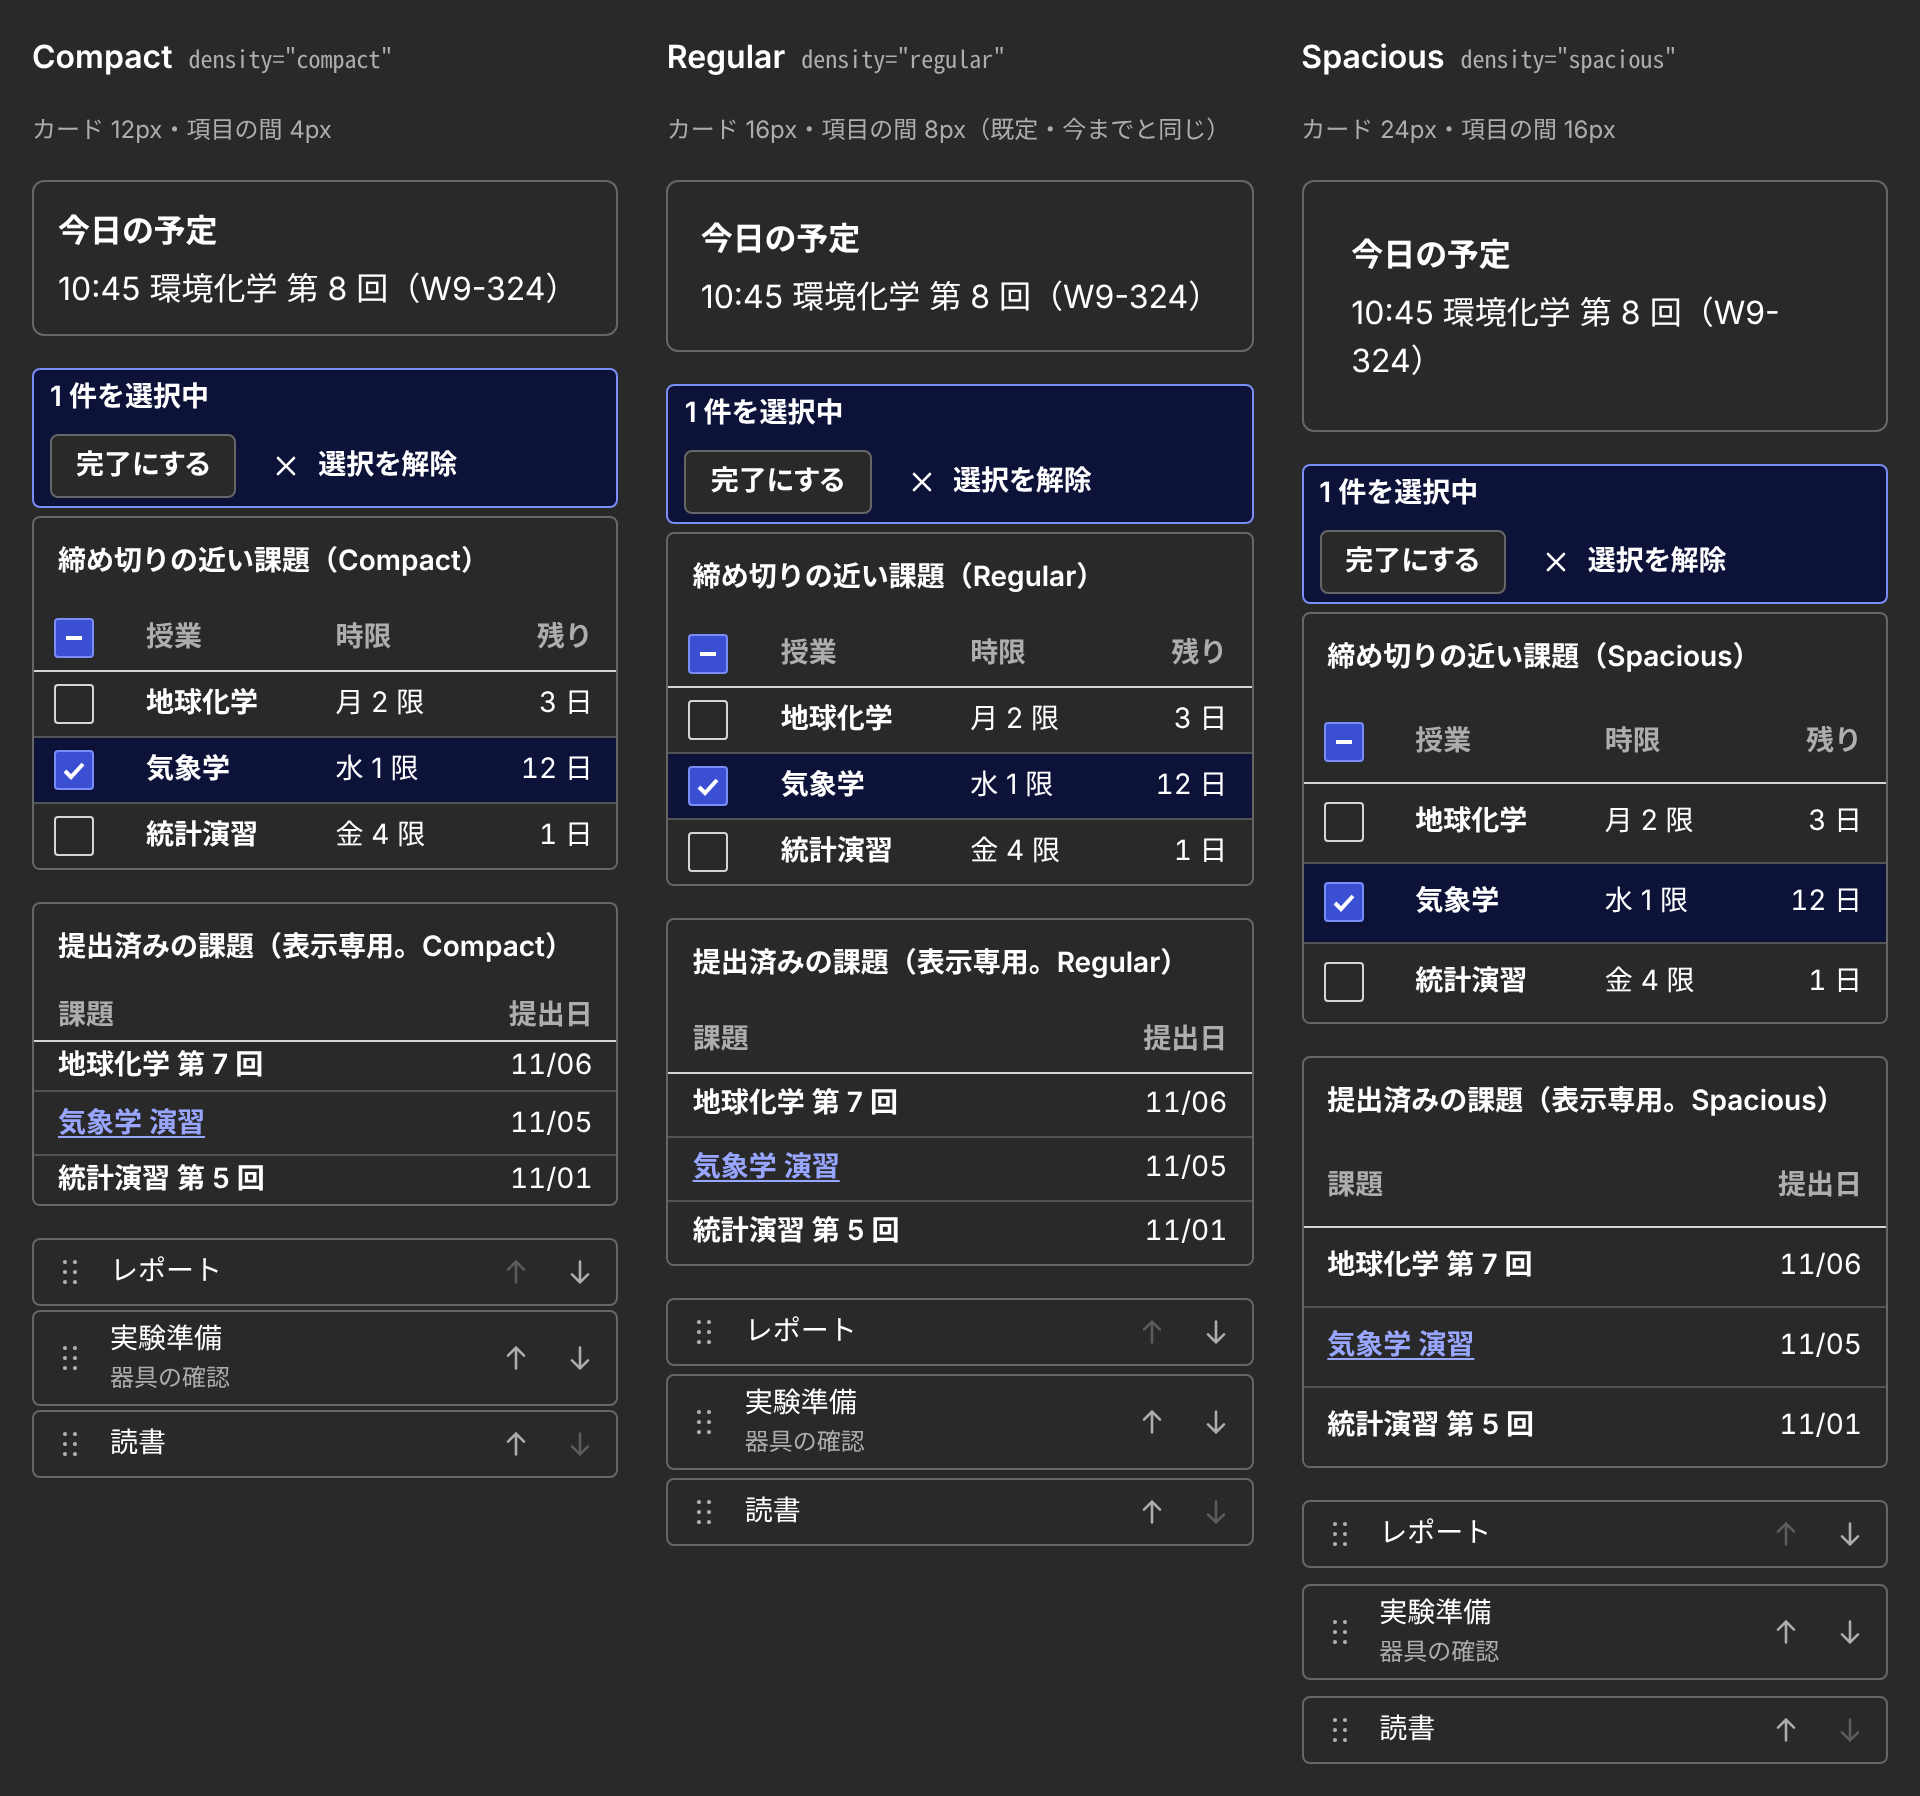 Compact density="compact"
カード 12px・項目の間 4px
今日の予定
10:45 環境化学 第 8 回（W9-324）
1 件を選択中
完了にする
選択を解除
締め切りの近い課題（Compact）
授業 時限 残り
地球化学 月 2 限 3 日
気象学 水 1 限 12 日
統計演習 金 4 限 1 日
提出済みの課題（表示専用。Compact）
課題 提出日
地球化学 第 7 回 11/06
気象学 演習 11/05
統計演習 第 5 回 11/01
レポート
実験準備
器具の確認
読書
Regular density="regular"
カード 16px・項目の間 8px（既定・今までと同じ）
今日の予定
10:45 環境化学 第 8 回（W9-324）
1 件を選択中
完了にする
選択を解除
締め切りの近い課題（Regular）
授業 時限 残り
地球化学 月 2 限 3 日
気象学 水 1 限 12 日
統計演習 金 4 限 1 日
提出済みの課題（表示専用。Regular）
課題 提出日
地球化学 第 7 回 11/06
気象学 演習 11/05
統計演習 第 5 回 11/01
レポート
実験準備
器具の確認
読書
Spacious density="spacious"
カード 24px・項目の間 16px
今日の予定
10:45 環境化学 第 8 回（W9-
324）
1 件を選択中
完了にする
選択を解除
締め切りの近い課題（Spacious）
授業 時限 残り
地球化学 月 2 限 3 日
気象学 水 1 限 12 日
統計演習 金 4 限 1 日
提出済みの課題（表示専用。Spacious）
課題 提出日
地球化学 第 7 回 11/06
気象学 演習 11/05
統計演習 第 5 回 11/01
レポート
実験準備
器具の確認
読書